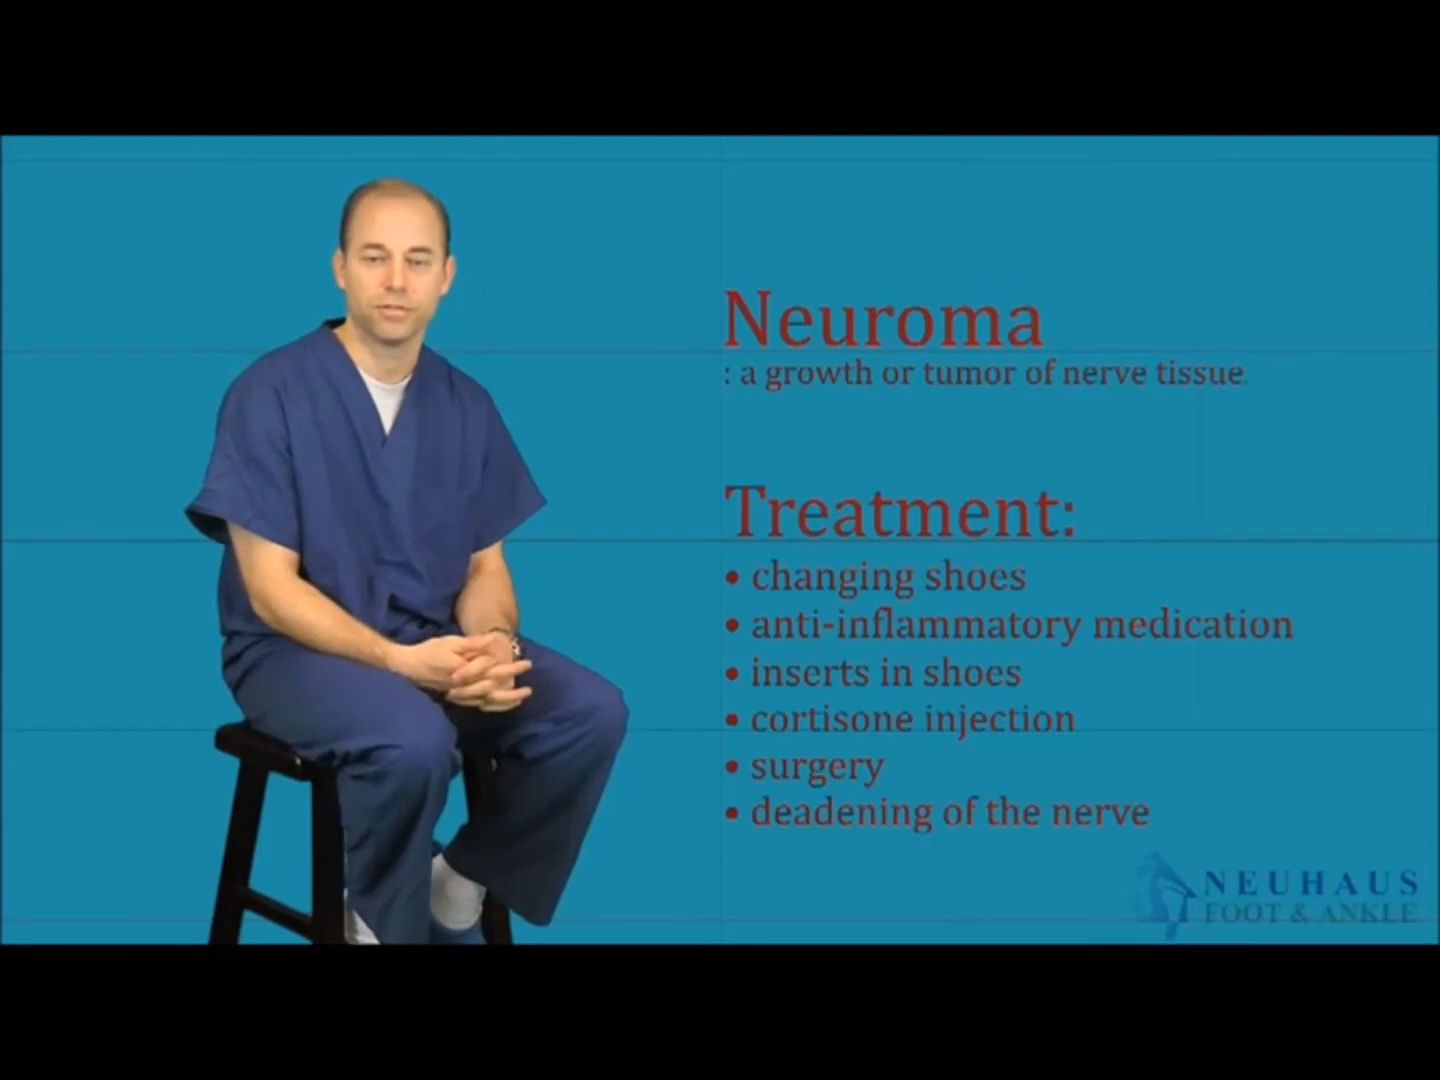 Neuroma
: a growth or tumor of nerve tissue
Treatment:
• changing shoes
• anti-inflammatory medication
• inserts in shoes
• cortisone injection
• surgery
• deadening of the nerve
NEUHAUS
FOOT & ANKLE